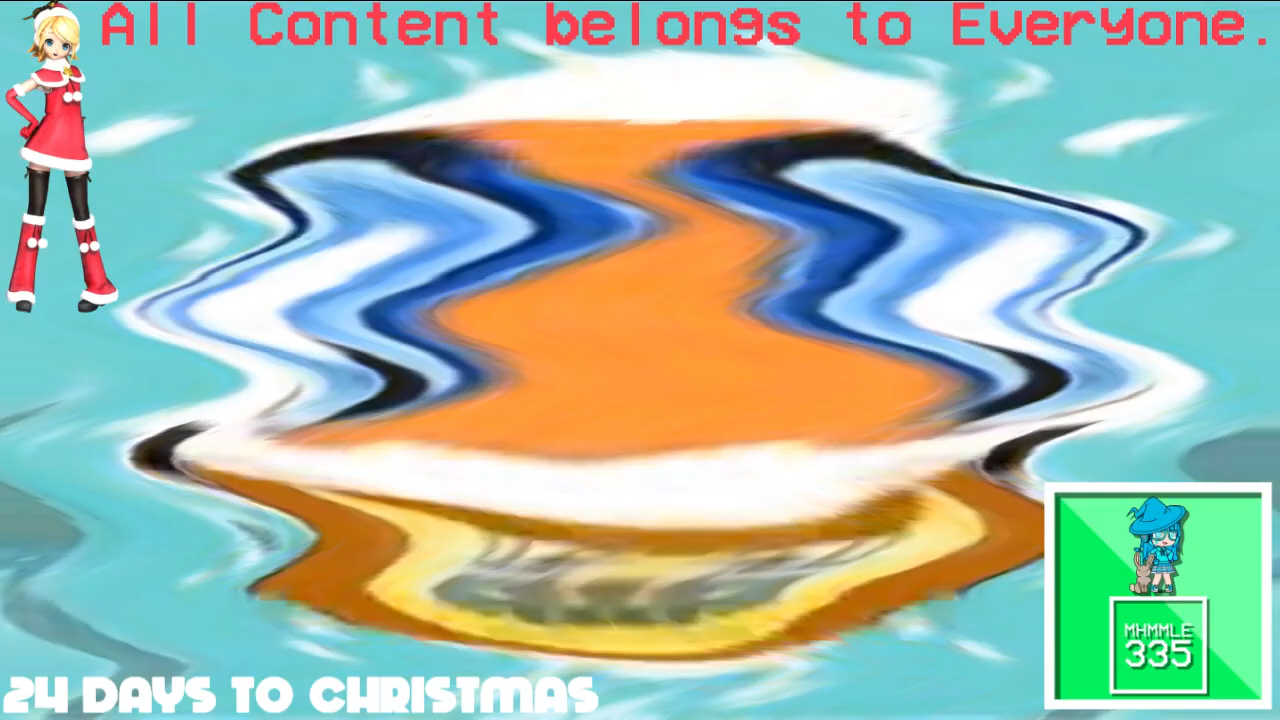 All Content belongs to Everyone.
MHMMLE
335
24 DAYS TO CHRISTMAS